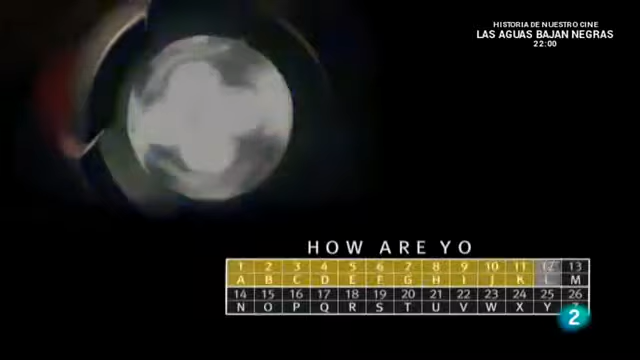 HISTORIA DE NUESTRO CINE
LAS AGUAS BAJAN NEGRAS
22:00
HOW ARE YO
1 2 3 4 5 6 7 8 9 10 11 12 13
A B C D E F G H I J K L M
14 15 16 17 18 19 20 21 22 23 24 25 26
N O P Q R S T U V W X Y Z
2